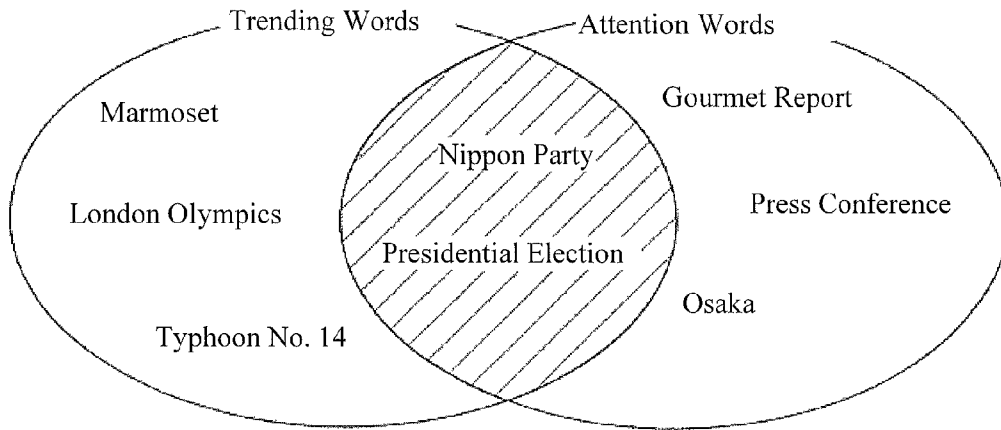 Trending Words
Attention Words
Marmoset
Gourmet Report
Nippon Party
London Olympics
Press Conference
Presidential Election
Osaka
Typhoon No. 14